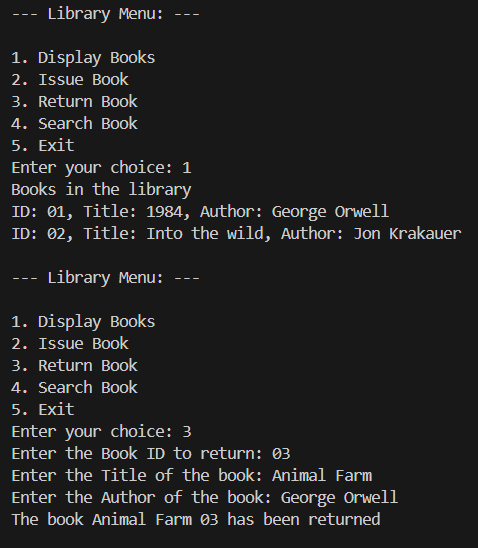 --- Library Menu: ---
1. Display Books
2. Issue Book
3. Return Book
4. Search Book
5. Exit
Enter your choice: 1
Books in the library
ID: 01, Title: 1984, Author: George Orwell
ID: 02, Title: Into the wild, Author: Jon Krakauer
--- Library Menu: ---
1. Display Books
2. Issue Book
3. Return Book
4. Search Book
5. Exit
Enter your choice: 3
Enter the Book ID to return: 03
Enter the Title of the book: Animal Farm
Enter the Author of the book: George Orwell
The book Animal Farm 03 has been returned